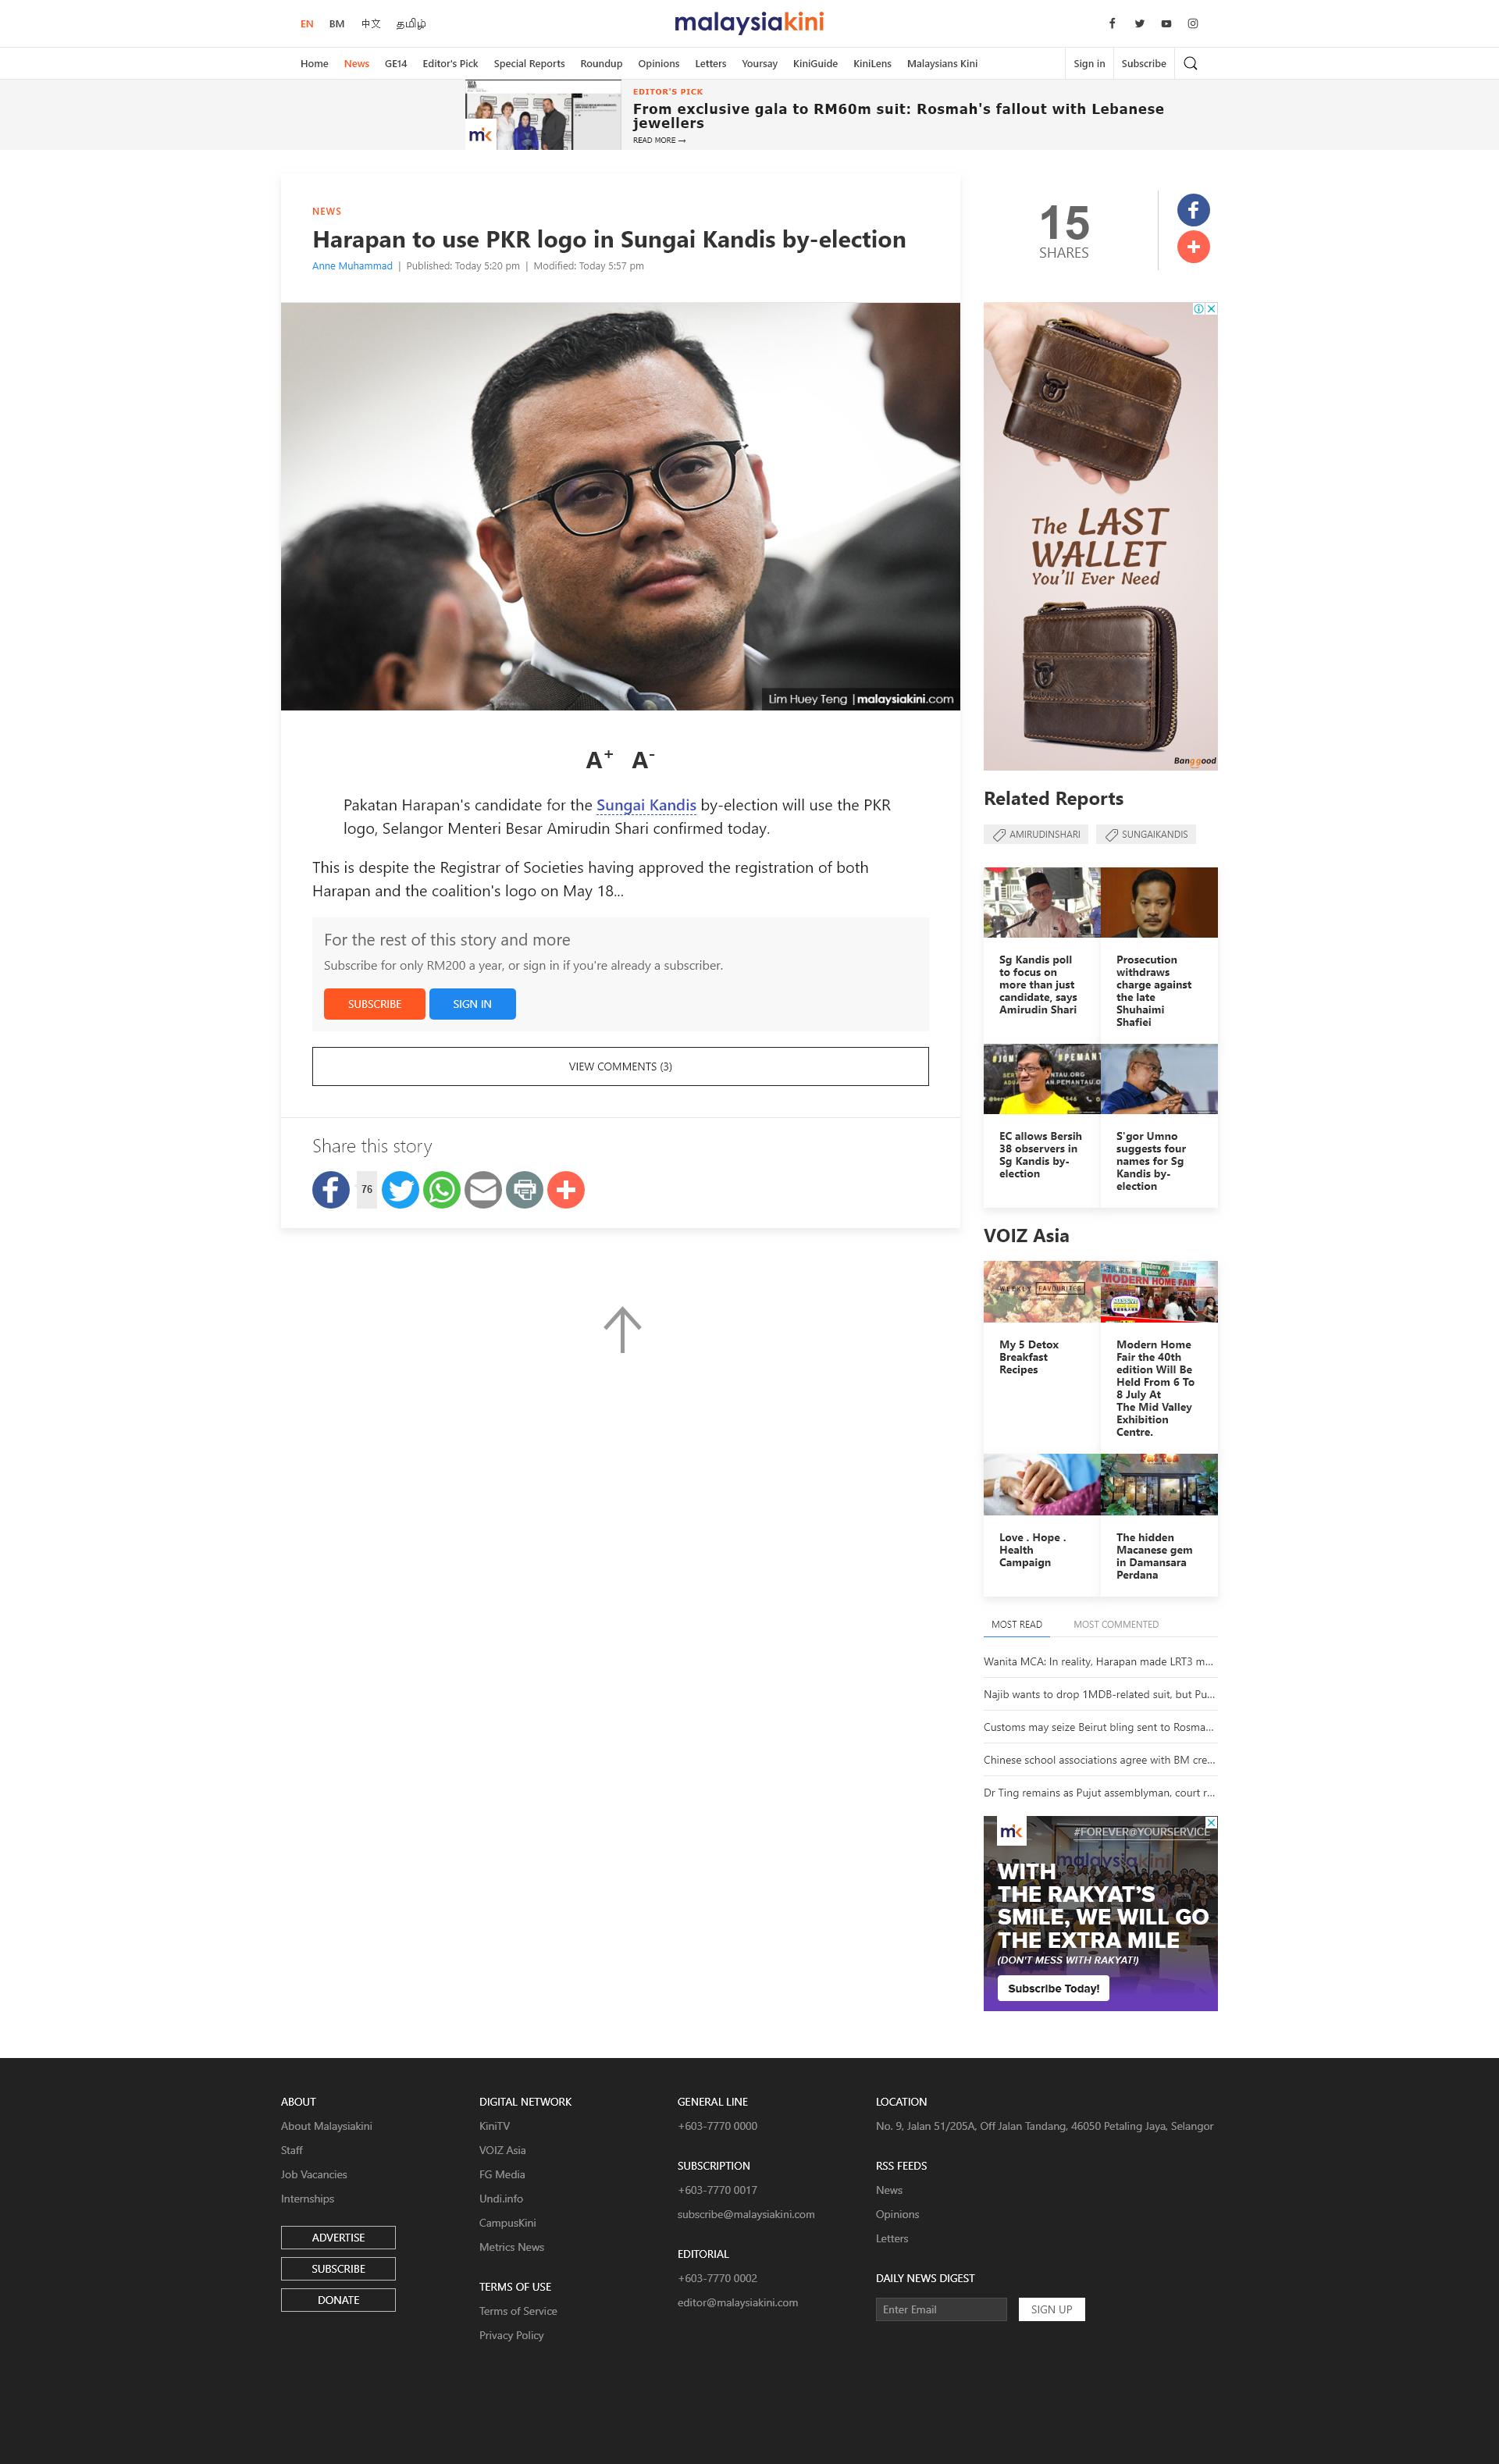 EN BM 中文 தமிழ்
malaysiakini
Home News GE14 Editor's Pick Special Reports Roundup Opinions Letters Yoursay KiniGuide KiniLens Malaysians Kini Sign in Subscribe
EDITOR'S PICK
From exclusive gala to RM60m suit: Rosmah's fallout with Lebanese
jewellers
READ MORE →
mk
NEWS
Harapan to use PKR logo in Sungai Kandis by-election
Anne Muhammad | Published: Today 5:20 pm | Modified: Today 5:57 pm
15
SHARES
Lim Huey Teng | malaysiakini.com
A+ A-
Pakatan Harapan's candidate for the Sungai Kandis by-election will use the PKR
logo, Selangor Menteri Besar Amirudin Shari confirmed today.
This is despite the Registrar of Societies having approved the registration of both
Harapan and the coalition's logo on May 18...
For the rest of this story and more
Subscribe for only RM200 a year, or sign in if you're already a subscriber.
SUBSCRIBE SIGN IN
VIEW COMMENTS (3)
Share this story
76
The LAST
WALLET
You'll Ever Need
Banggood
Related Reports
AMIRUDINSHARI SUNGAIKANDIS
Sg Kandis poll
to focus on
more than just
candidate, says
Amirudin Shari
Prosecution
withdraws
charge against
the late
Shuhaimi
Shafiei
EC allows Bersih
38 observers in
Sg Kandis by-
election
S'gor Umno
suggests four
names for Sg
Kandis by-
election
VOIZ Asia
WEEKLY FAVOURITES
MODERN HOME FAIR
My 5 Detox
Breakfast
Recipes
Modern Home
Fair the 40th
edition Will Be
Held From 6 To
8 July At
The Mid Valley
Exhibition
Centre.
Love . Hope .
Health
Campaign
The hidden
Macanese gem
in Damansara
Perdana
MOST READ MOST COMMENTED
Wanita MCA: In reality, Harapan made LRT3 m...
Najib wants to drop 1MDB-related suit, but Pu...
Customs may seize Beirut bling sent to Rosma...
Chinese school associations agree with BM cre...
Dr Ting remains as Pujut assemblyman, court r...
mk
#FOREVER@YOURSERVICE
malaysiakini
WITH
THE RAKYAT'S
SMILE, WE WILL GO
THE EXTRA MILE
(DON'T MESS WITH RAKYAT!)
Subscribe Today!
ABOUT
About Malaysiakini
Staff
Job Vacancies
Internships
ADVERTISE
SUBSCRIBE
DONATE
DIGITAL NETWORK
KiniTV
VOIZ Asia
FG Media
Undi.info
CampusKini
Metrics News
TERMS OF USE
Terms of Service
Privacy Policy
GENERAL LINE
+603-7770 0000
SUBSCRIPTION
+603-7770 0017
subscribe@malaysiakini.com
EDITORIAL
+603-7770 0002
editor@malaysiakini.com
LOCATION
No. 9, Jalan 51/205A, Off Jalan Tandang, 46050 Petaling Jaya, Selangor
RSS FEEDS
News
Opinions
Letters
DAILY NEWS DIGEST
Enter Email SIGN UP